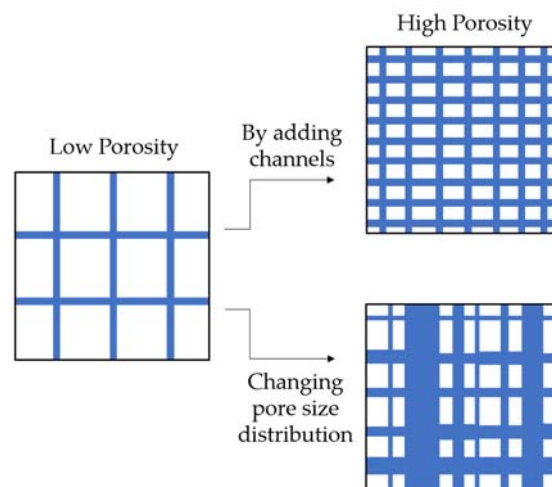 High Porosity
Low Porosity
By adding
channels
Changing
pore size
distribution